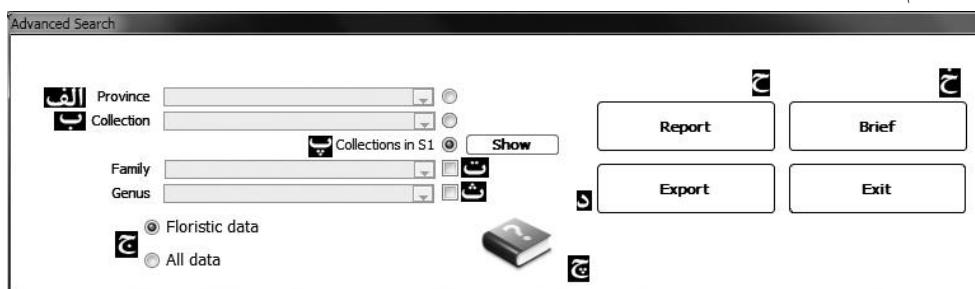 Advanced Search
ح خ
الف Province
ب Collection
Report Brief
پ Collections in S1 Show
Family ت
Genus ث
د Export Exit
Floristic data
ج
All data
?
چ